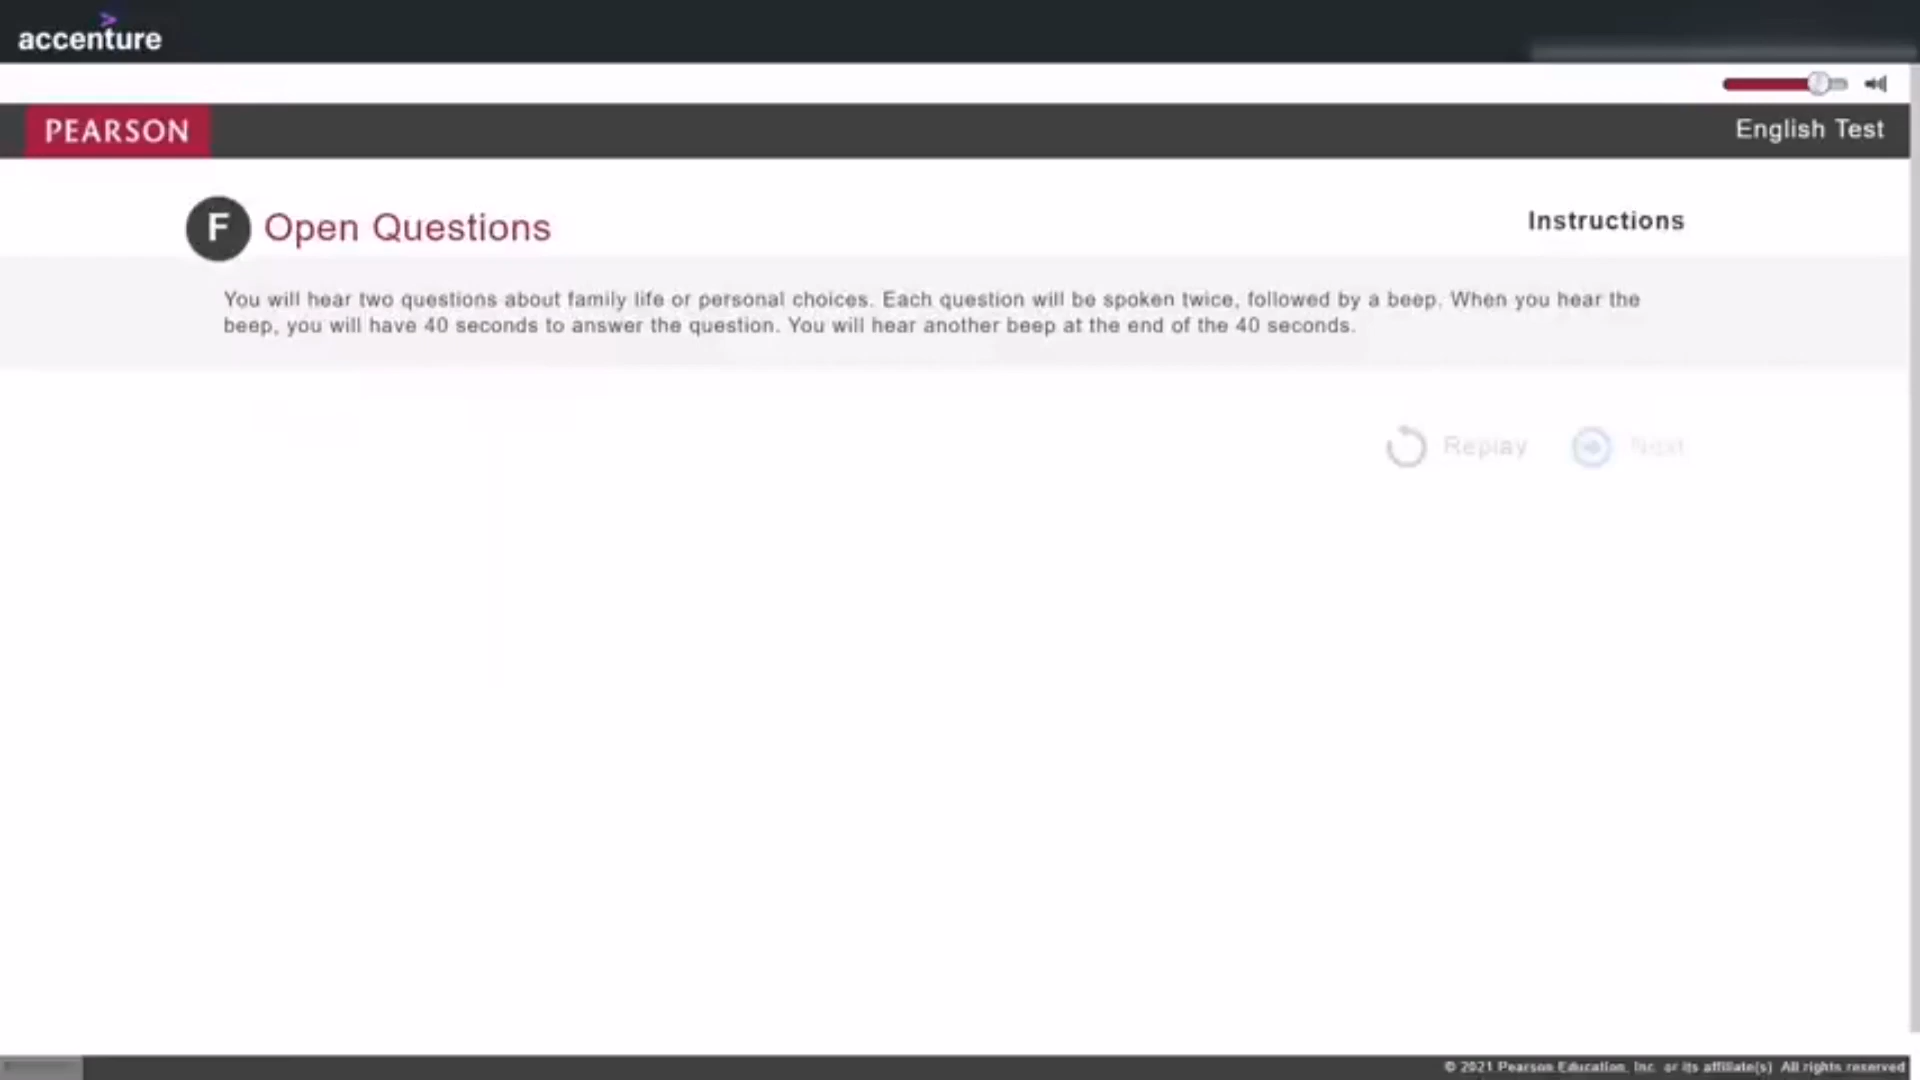 accenture
PEARSON
English Test
F Open Questions
Instructions
You will hear two questions about family life or personal choices. Each question will be spoken twice, followed by a beep. When you hear the
beep, you will have 40 seconds to answer the question. You will hear another beep at the end of the 40 seconds.
Replay Next
© 2021 Pearson Education, Inc. or its affiliate(s). All rights reserved